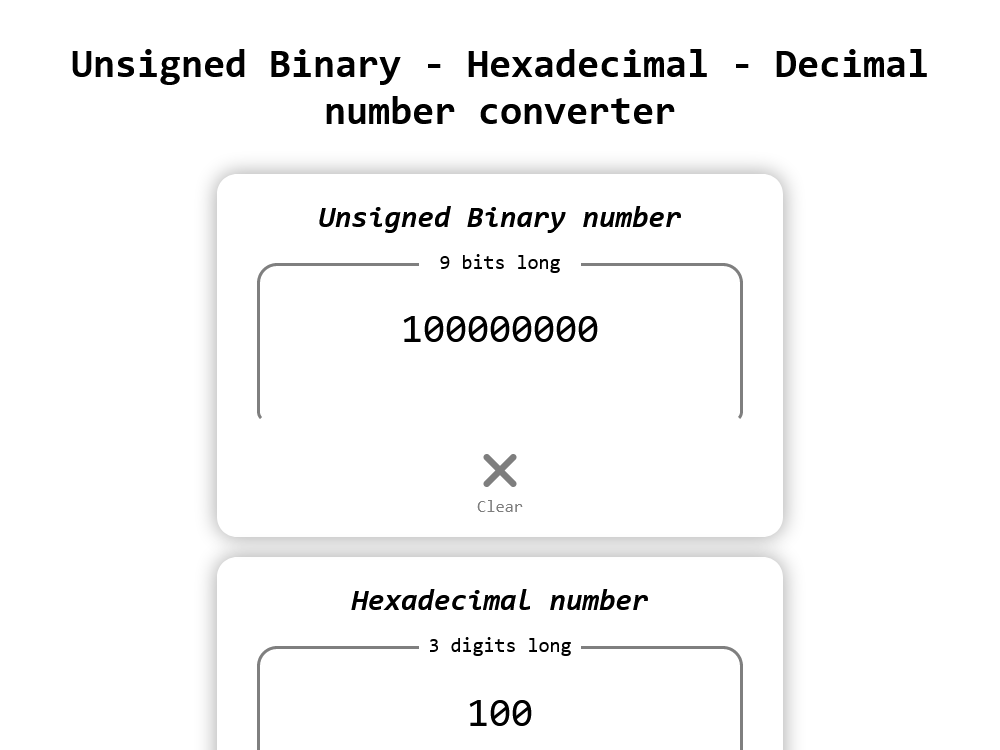 Unsigned Binary - Hexadecimal - Decimal
number converter
Unsigned Binary number
9 bits long
100000000
Clear
Hexadecimal number
3 digits long
100